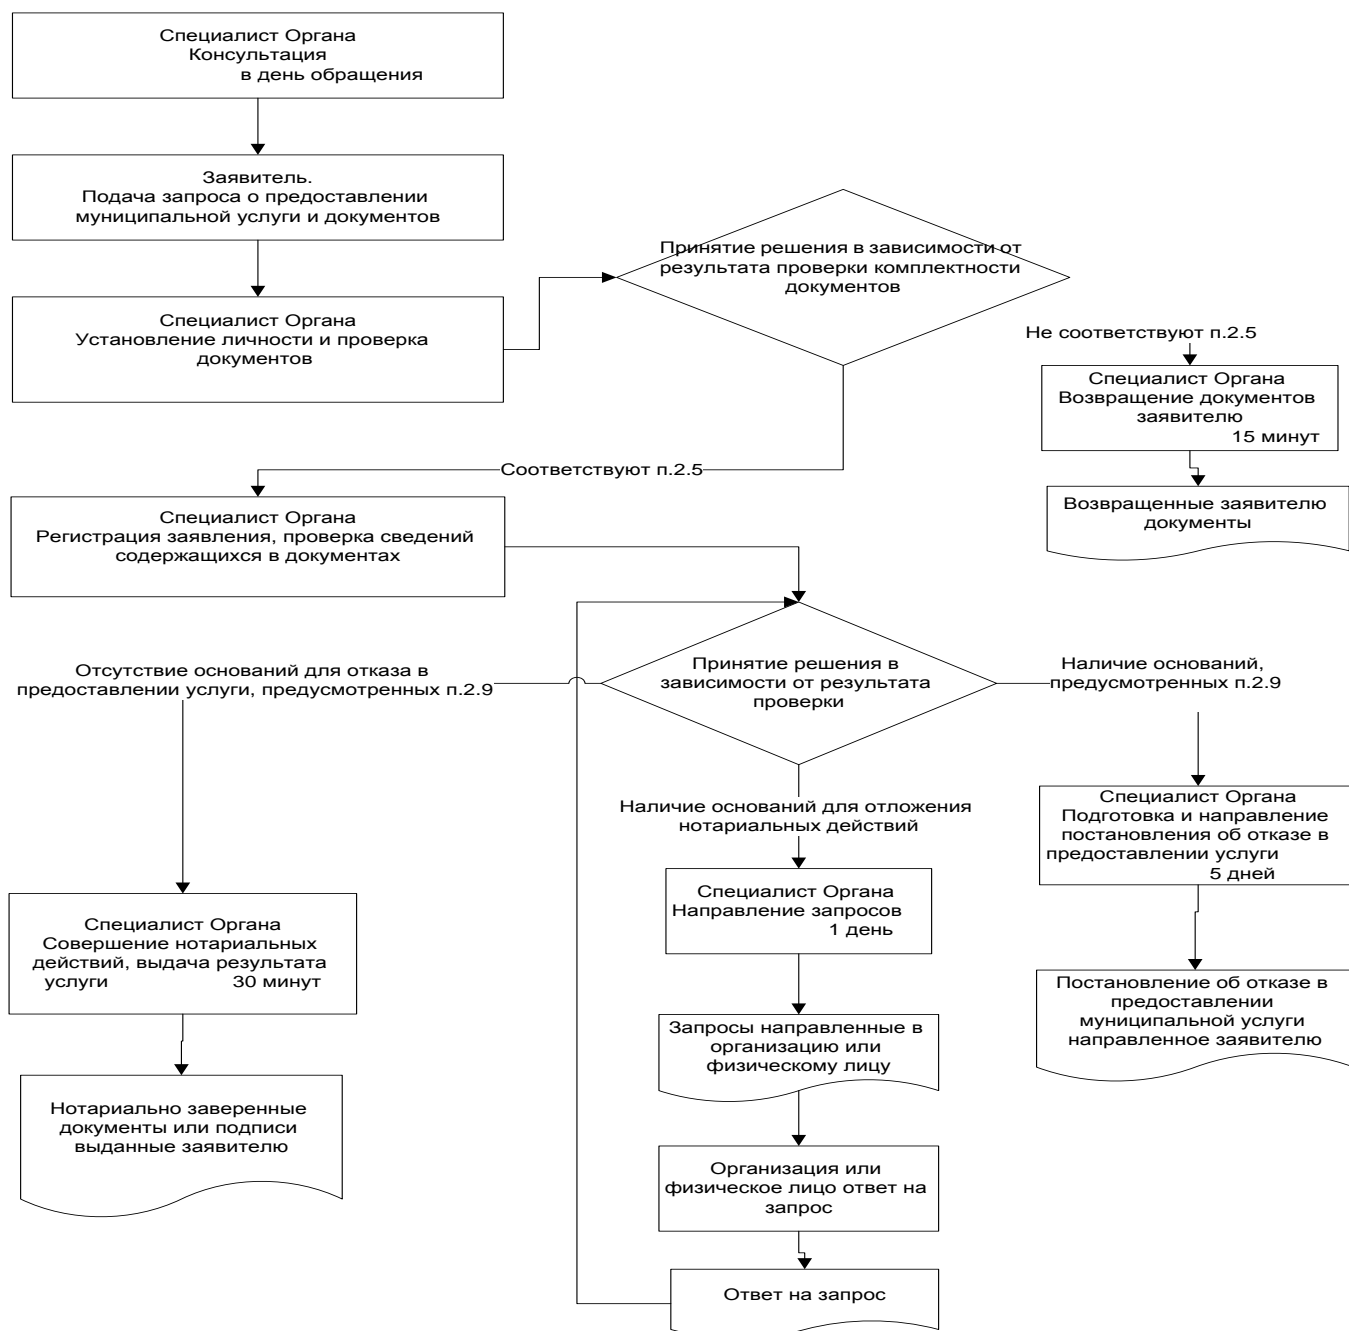 Специалист Органа
Консультация
в день обращения
Заявитель.
Подача запроса о предоставлении
муниципальной услуги и документов
Специалист Органа
Установление личности и проверка
документов
Принятие решения в зависимости от
результата проверки комплектности
документов
Не соответствуют п.2.5
Специалист Органа
Возвращение документов
заявителю
15 минут
Возвращенные заявителю
документы
Соответствуют п.2.5
Специалист Органа
Регистрация заявления, проверка сведений
содержащихся в документах
Принятие решения в
зависимости от результата
проверки
Отсутствие оснований для отказа в
предоставлении услуги, предусмотренных п.2.9
Наличие оснований,
предусмотренных п.2.9
Наличие оснований для отложения
нотариальных действий
Специалист Органа
Совершение нотариальных
действий, выдача результата
услуги 30 минут
Нотариально заверенные
документы или подписи
выданные заявителю
Специалист Органа
Направление запросов
1 день
Запросы направленные в
организацию или
физическому лицу
Организация или
физическое лицо ответ на
запрос
Ответ на запрос
Специалист Органа
Подготовка и направление
постановления об отказе в
предоставлении услуги
5 дней
Постановление об отказе в
предоставлении
муниципальной услуги
направленное заявителю